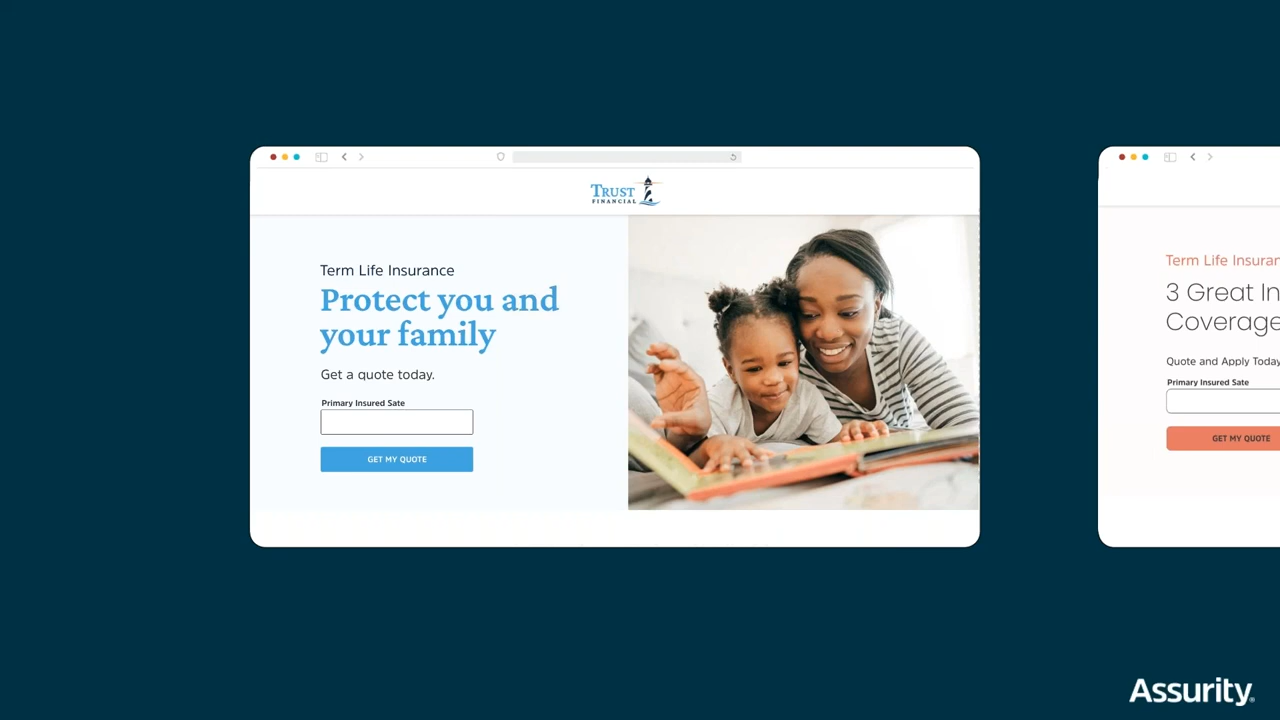 TRUST
FINANCIAL
Term Life Insurance
Protect you and
your family
Get a quote today.
Primary Insured Sate
GET MY QUOTE
Term Life Insuran
3 Great In
Coverage
Quote and Apply Today
Primary Insured Sate
GET MY QUOTE
Assurity®